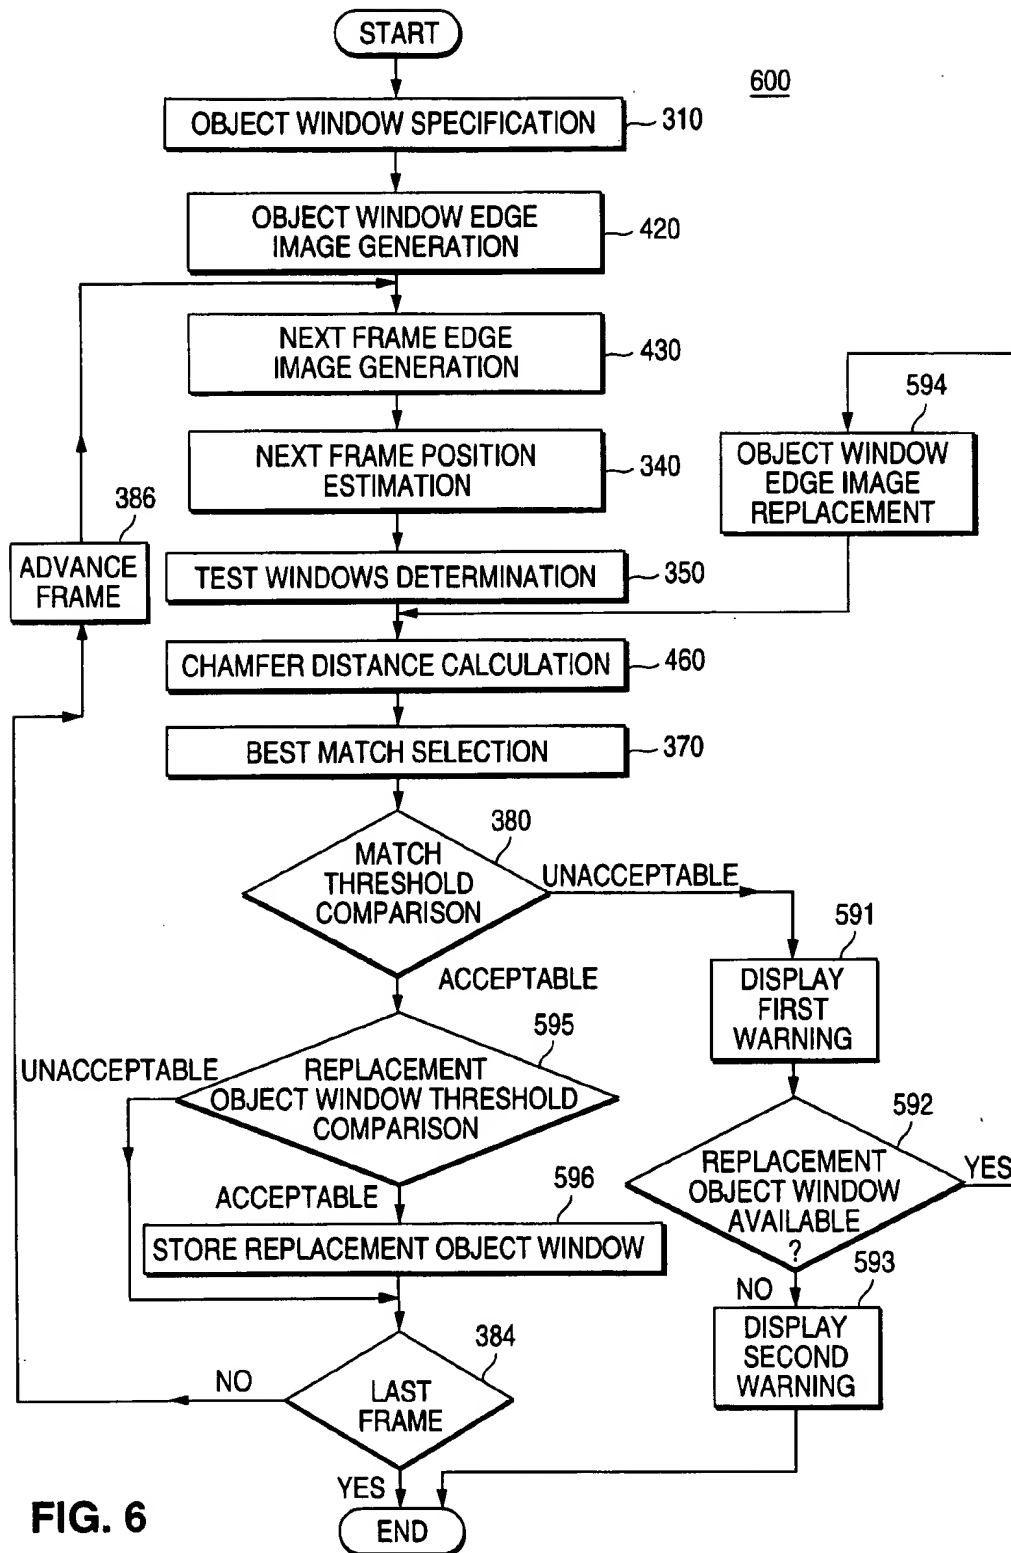 START
600
OBJECT WINDOW SPECIFICATION
310
OBJECT WINDOW EDGE
IMAGE GENERATION
420
NEXT FRAME EDGE
IMAGE GENERATION
430
594
OBJECT WINDOW
EDGE IMAGE
REPLACEMENT
NEXT FRAME POSITION
ESTIMATION
340
386
ADVANCE
FRAME
TEST WINDOWS DETERMINATION
350
CHAMFER DISTANCE CALCULATION
460
BEST MATCH SELECTION
370
380
MATCH
THRESHOLD
COMPARISON
UNACCEPTABLE
591
DISPLAY
FIRST
WARNING
ACCEPTABLE
595
UNACCEPTABLE
REPLACEMENT
OBJECT WINDOW THRESHOLD
COMPARISON
592
REPLACEMENT
OBJECT WINDOW
AVAILABLE
?
YES
ACCEPTABLE
596
STORE REPLACEMENT OBJECT WINDOW
NO
593
DISPLAY
SECOND
WARNING
384
NO
LAST
FRAME
YES
END
FIG. 6